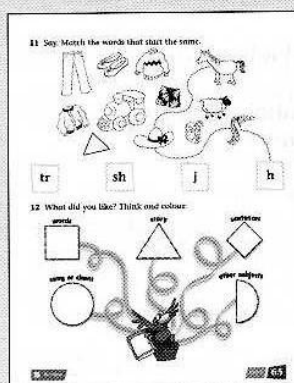 11 Say. Match the words that start the same.
tr
sh
j
h
12 What did you like? Think and colour.
words
story
sentences
song or chant
other subjects
65